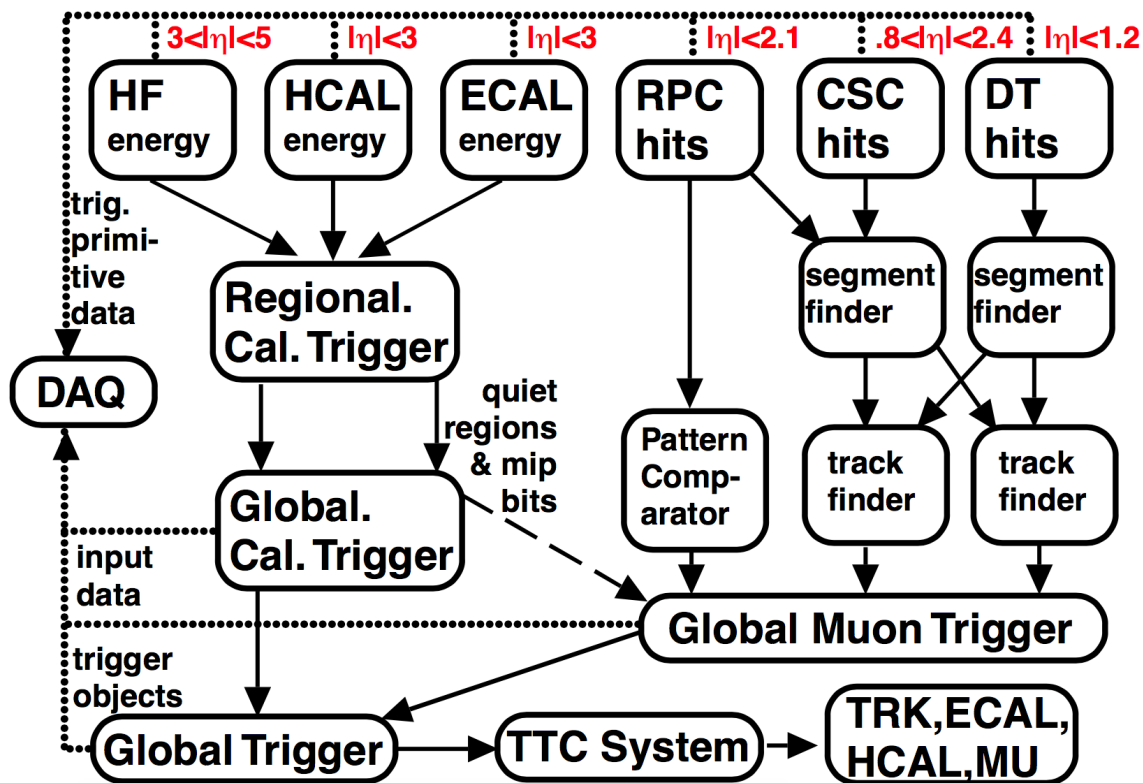 3<|η|<5
|η|<3
|η|<3
|η|<2.1
.8<|η|<2.4
|η|<1.2
HF
energy
HCAL
energy
ECAL
energy
RPC
hits
CSC
hits
DT
hits
trig.
primi-
tive
data
Regional.
Cal. Trigger
segment
finder
segment
finder
DAQ
quiet
regions
& mip
bits
Pattern
Comp-
arator
track
finder
track
finder
Global.
Cal. Trigger
input
data
Global Muon Trigger
trigger
objects
Global Trigger
TTC System
TRK,ECAL,
HCAL,MU